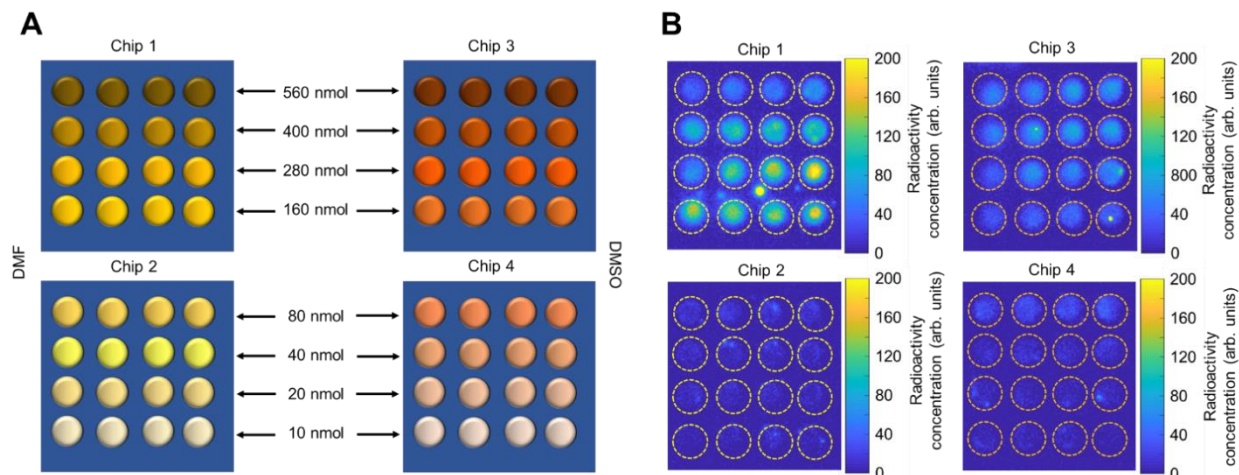 A
Chip 1
Chip 3
560 nmol
400 nmol
280 nmol
160 nmol
DMF
DMSO
Chip 2
Chip 4
80 nmol
40 nmol
20 nmol
10 nmol
B
Chip 1
200
160
120
80
40
0
Radioactivity
concentration (arb. units)
Chip 3
200
160
120
800
40
0
Radioactivity
concentration (arb. units)
Chip 2
200
160
120
80
40
0
Radioactivity
concentration (arb. units)
Chip 4
200
160
120
80
40
0
Radioactivity
concentration (arb. units)